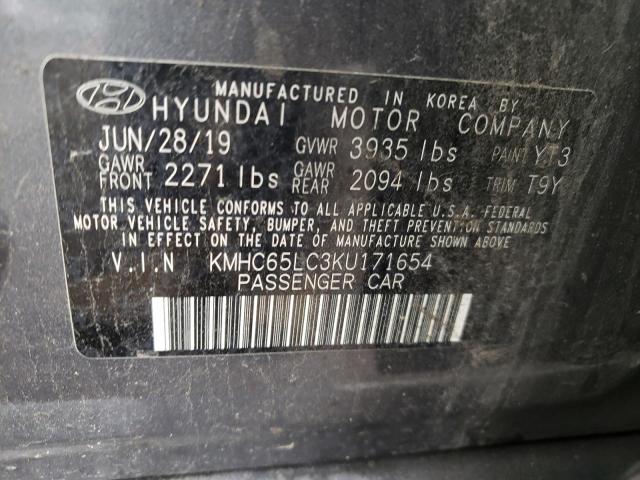 MANUFACTURED IN KOREA BY
HYUNDAI MOTOR COMPANY
JUN/28/19 GVWR 3935 lbs PAINT YT3
GAWR FRONT 2271 lbs GAWR REAR 2094 lbs TRIM T9Y
THIS VEHICLE CONFORMS TO ALL APPLICABLE U.S.A. FEDERAL
MOTOR VEHICLE SAFETY, BUMPER, AND THEFT PREVENTION
STANDARDS IN EFFECT ON THE DATE OF MANUFACTURE SHOWN ABOVE.
V.I.N KMHC65LC3KU171654
PASSENGER CAR